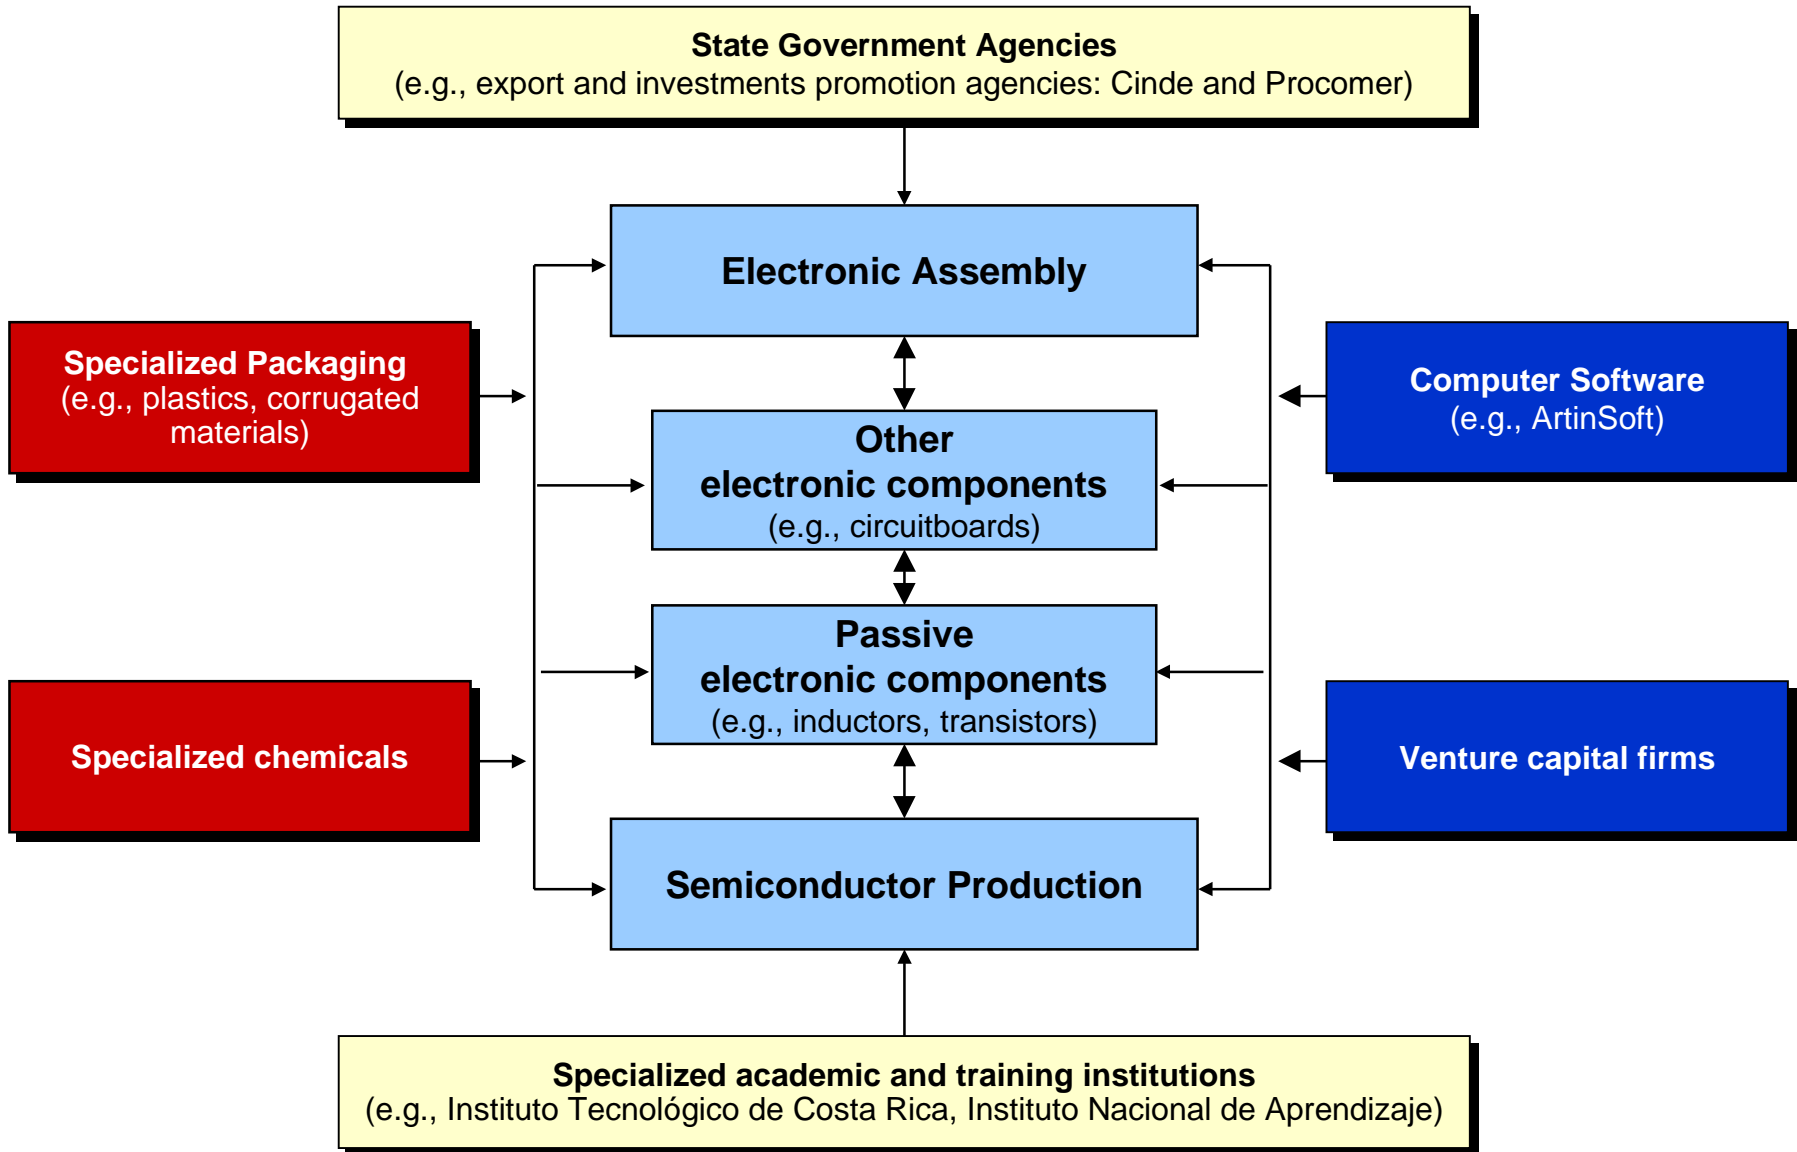 State Government Agencies
(e.g., export and investments promotion agencies: Cinde and Procomer)
Electronic Assembly
Specialized Packaging
(e.g., plastics, corrugated
materials)
Computer Software
(e.g., ArtinSoft)
Other
electronic components
(e.g., circuitboards)
Passive
electronic components
(e.g., inductors, transistors)
Specialized chemicals
Venture capital firms
Semiconductor Production
Specialized academic and training institutions
(e.g., Instituto Tecnológico de Costa Rica, Instituto Nacional de Aprendizaje)